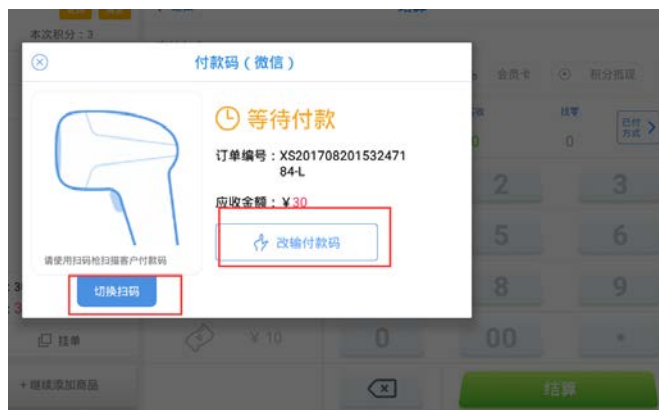 本次积分：3
结算
付款码（微信）
会员卡
积分抵现
等待付款
订单编号：XS201708201532471
84-L
应收金额：￥30
改输付款码
请使用扫码枪扫描客户付款码
切换扫码
找零
0
已付
方式
2
3
5
6
8
9
挂单
￥ 10
0
00
+ 继续添加商品
结算